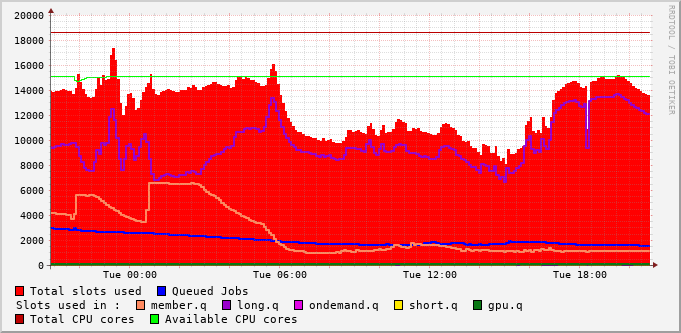 20000
18000
16000
14000
12000
10000
8000
6000
4000
2000
0
Tue 00:00 Tue 06:00 Tue 12:00 Tue 18:00
RRDTOOL / TOBI OETIKER
Total slots used Queued Jobs
Slots used in : member.q long.q ondemand.q short.q gpu.q
Total CPU cores Available CPU cores